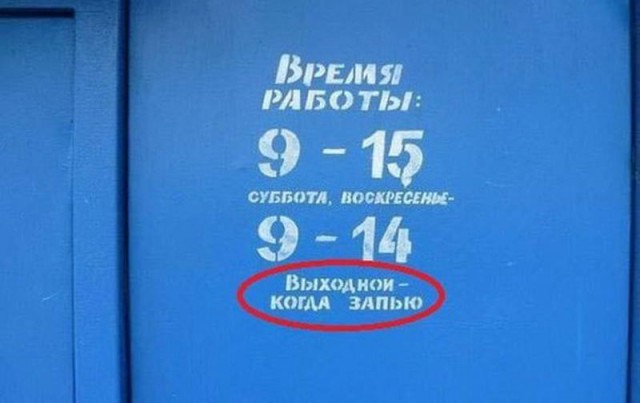 Время
работы:
9 - 15
суббота, воскресенье-
9 - 14
Выходной -
когда запью